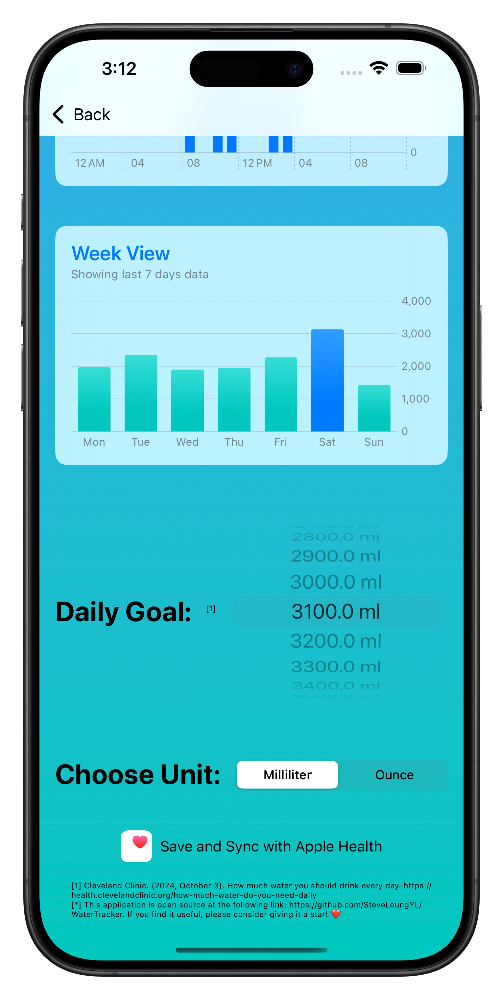 3:12
Back
0
12 AM 04 08 12 PM 04 08
Week View
Showing last 7 days data
4,000
3,000
2,000
1,000
0
Mon Tue Wed Thu Fri Sat Sun
2700.0 ml
2800.0 ml
2900.0 ml
3000.0 ml
Daily Goal: [1] 3100.0 ml
3200.0 ml
3300.0 ml
3400.0 ml
3500.0 ml
Choose Unit: Milliliter Ounce
Save and Sync with Apple Health
[1] Cleveland Clinic. (2024, October 3). How much water you should drink every day. https://
health.clevelandclinic.org/how-much-water-do-you-need-daily
[*] This application is open source at the following link: https://github.com/SteveLeungYL/
WaterTracker. If you find it useful, please consider giving it a star! ❤️